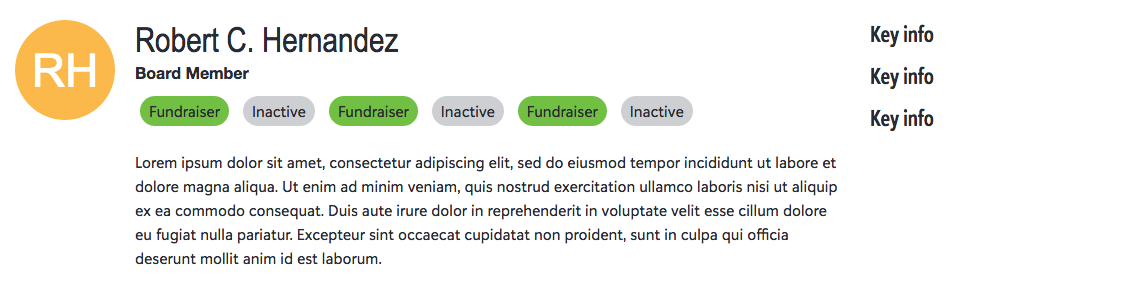 RH
Robert C. Hernandez
Board Member
Fundraiser Inactive Fundraiser Inactive Fundraiser Inactive
Lorem ipsum dolor sit amet, consectetur adipiscing elit, sed do eiusmod tempor incididunt ut labore et
dolore magna aliqua. Ut enim ad minim veniam, quis nostrud exercitation ullamco laboris nisi ut aliquip
ex ea commodo consequat. Duis aute irure dolor in reprehenderit in voluptate velit esse cillum dolore
eu fugiat nulla pariatur. Excepteur sint occaecat cupidatat non proident, sunt in culpa qui officia
deserunt mollit anim id est laborum.
Key info
Key info
Key info